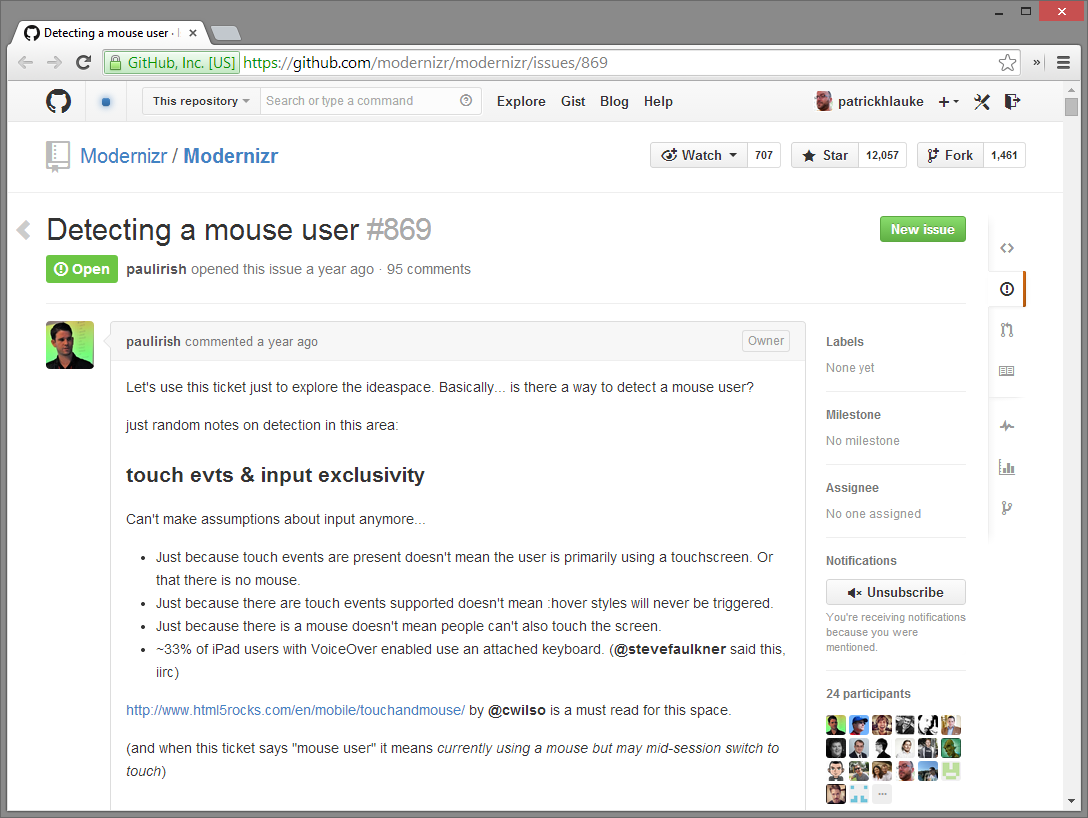 Detecting a mouse user ·
GitHub, Inc. [US] https://github.com/modernizr/modernizr/issues/869
This repository Search or type a command Explore Gist Blog Help patrickhlauke
Modernizr / Modernizr Watch 707 Star 12,057 Fork 1,461
Detecting a mouse user #869 New issue
Open paulirish opened this issue a year ago · 95 comments
paulirish commented a year ago Owner
Let's use this ticket just to explore the ideaspace. Basically... is there a way to detect a mouse user?
just random notes on detection in this area:
touch evts & input exclusivity
Can't make assumptions about input anymore...
• Just because touch events are present doesn't mean the user is primarily using a touchscreen. Or
that there is no mouse.
• Just because there are touch events supported doesn't mean :hover styles will never be triggered.
• Just because there is a mouse doesn't mean people can't also touch the screen.
• ~33% of iPad users with VoiceOver enabled use an attached keyboard. (@stevefaulkner said this,
iirc)
http://www.html5rocks.com/en/mobile/touchandmouse/ by @cwilso is a must read for this space.
(and when this ticket says "mouse user" it means currently using a mouse but may mid-session switch to
touch)
Labels
None yet
Milestone
No milestone
Assignee
No one assigned
Notifications
Unsubscribe
You're receiving notifications
because you were
mentioned.
24 participants